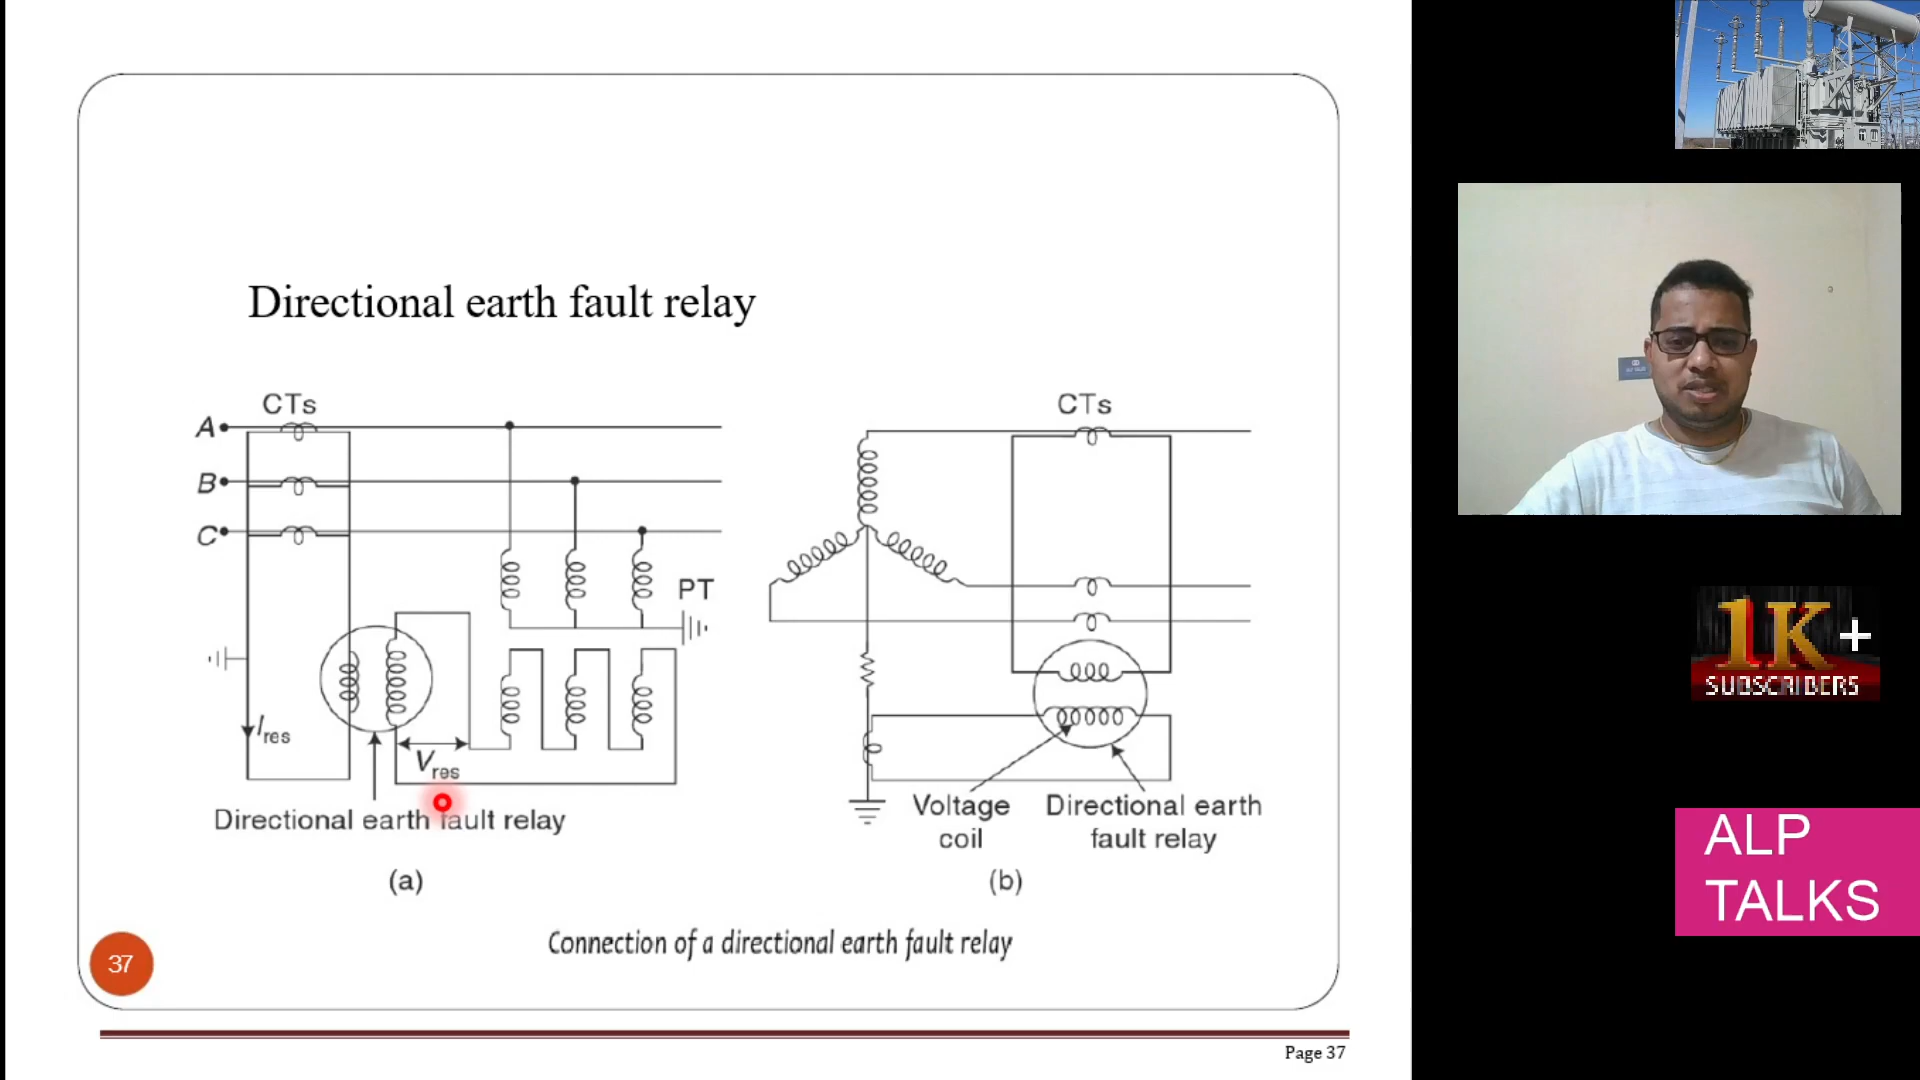 Directional earth fault relay
CTs
A
B
C
PT
I res
V res
Directional earth fault relay
(a)
CTs
Voltage
coil
Directional earth
fault relay
(b)
Connection of a directional earth fault relay
37
Page 37
1K+
SUBSCRIBERS
ALP
TALKS